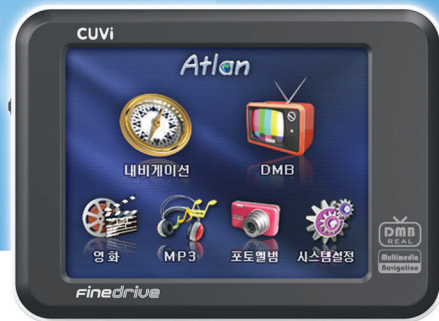 CUVi
Atlan
내비게이션 DMB
영화 MP3 포토앨범 시스템설정
DMB
REAL
Multimedia
Navigation
Finedrive